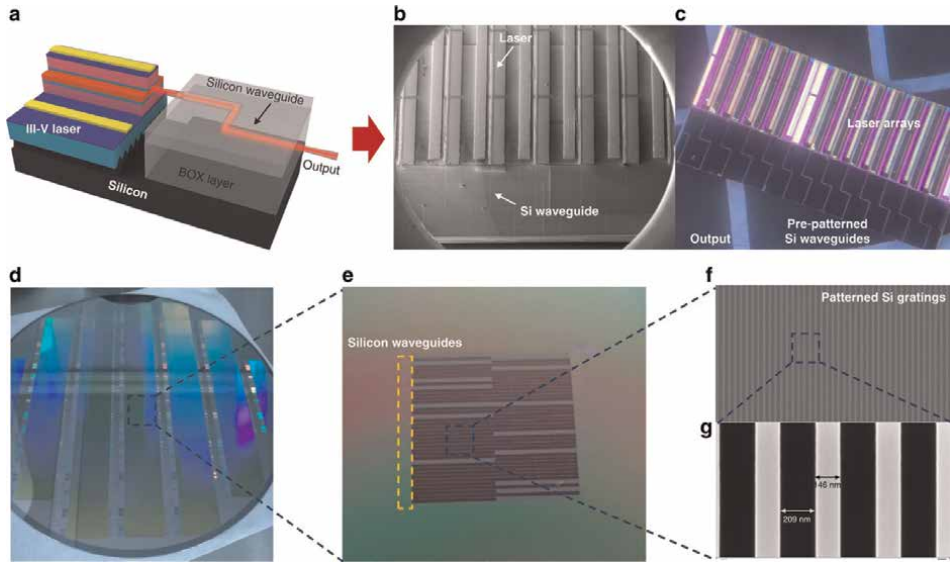 a
b
c
Silicon waveguide
III-V laser
BOX layer
Output
Silicon
Laser
Si waveguide
Laser arrays
Pre-patterned
Si waveguides
Output
d
e
f
Silicon waveguides
Patterned Si gratings
g
146 nm
209 nm